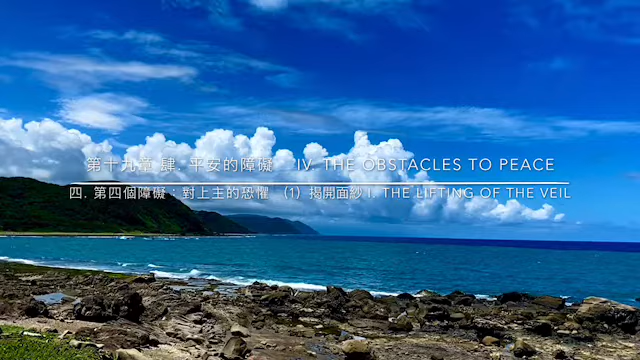 第十九章 肆. 平安的障礙 IV. THE OBSTACLES TO PEACE
四. 第四個障礙：對上主的恐懼 （1）揭開面紗 I. THE LIFTING OF THE VEIL